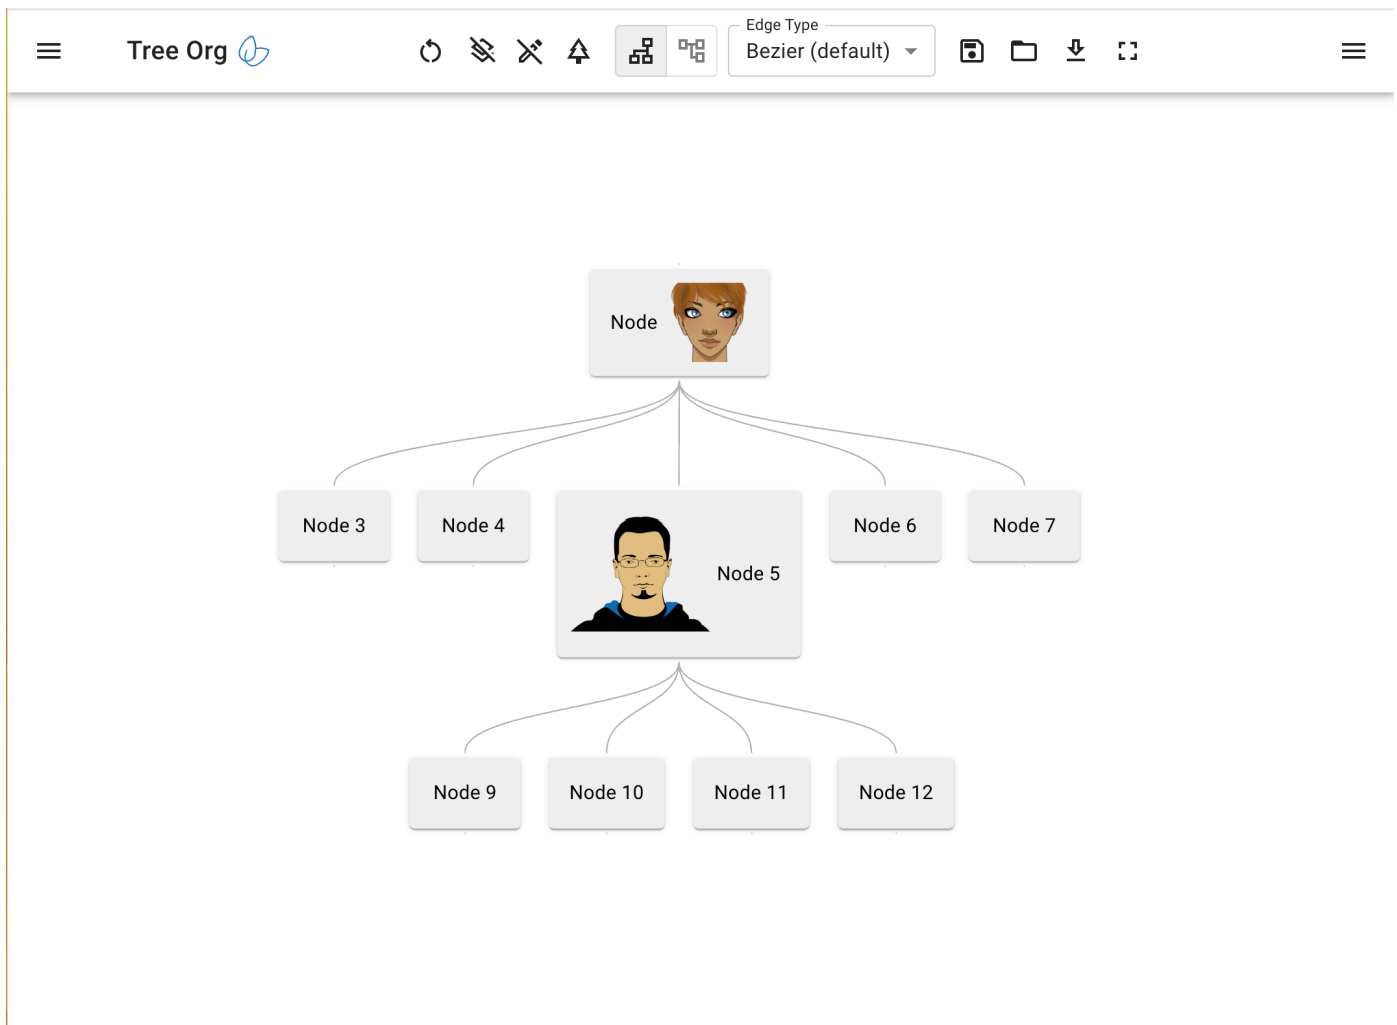 Tree Org
Edge Type
Bezier (default)
Node
Node 3
Node 4
Node 5
Node 6
Node 7
Node 9
Node 10
Node 11
Node 12